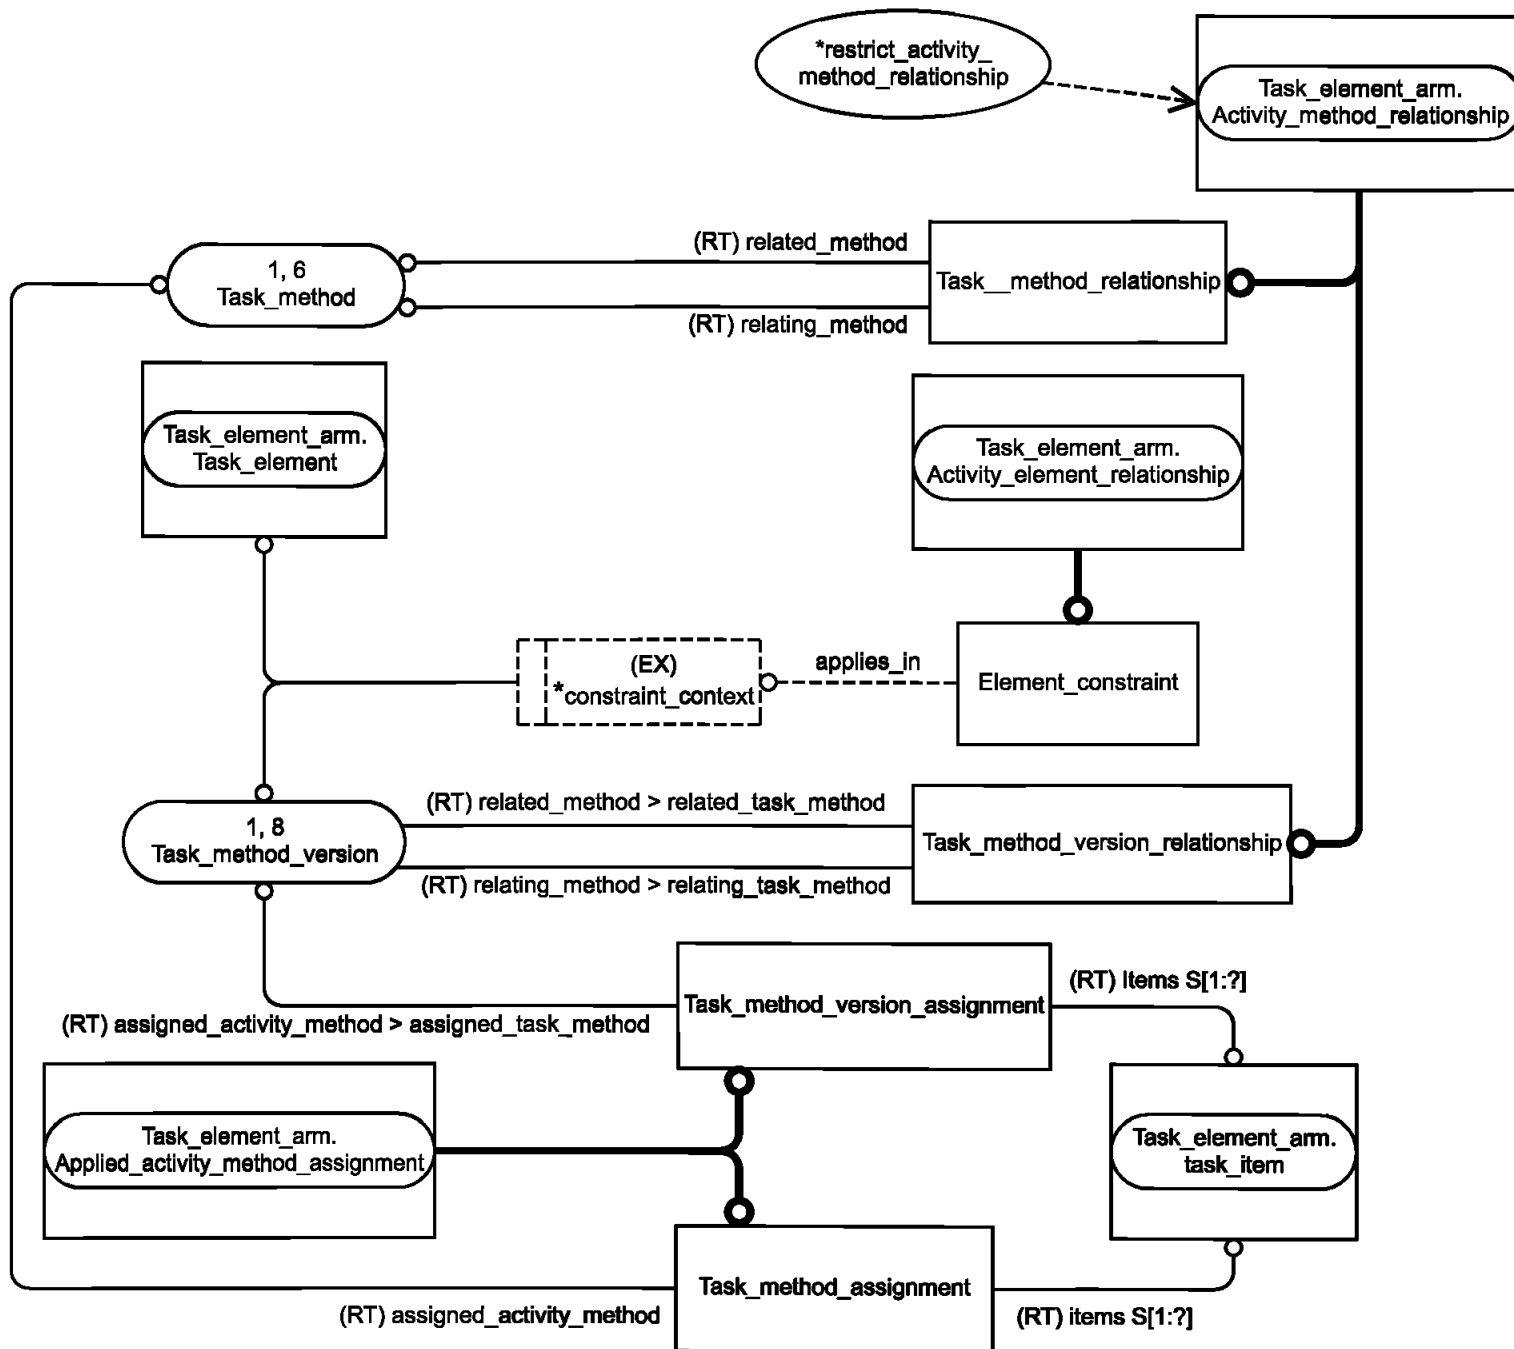 *restrict_activity_
method_relationship
Task_element_arm.
Activity_method_relationship
(RT) related_method
1, 6
Task_method
Task__method_relationship
(RT) relating_method
Task_element_arm.
Task_element
Task_element_arm.
Activity_element_relationship
(EX)
*constraint_context
applies_in
Element_constraint
(RT) related_method > related_task_method
1, 8
Task_method_version
Task_method_version_relationship
(RT) relating_method > relating_task_method
Task_method_version_assignment
(RT) Items S[1:?]
(RT) assigned_activity_method > assigned_task_method
Task_element_arm.
Applied_activity_method_assignment
Task_element_arm.
task_item
Task_method_assignment
(RT) assigned_activity_method
(RT) items S[1:?]